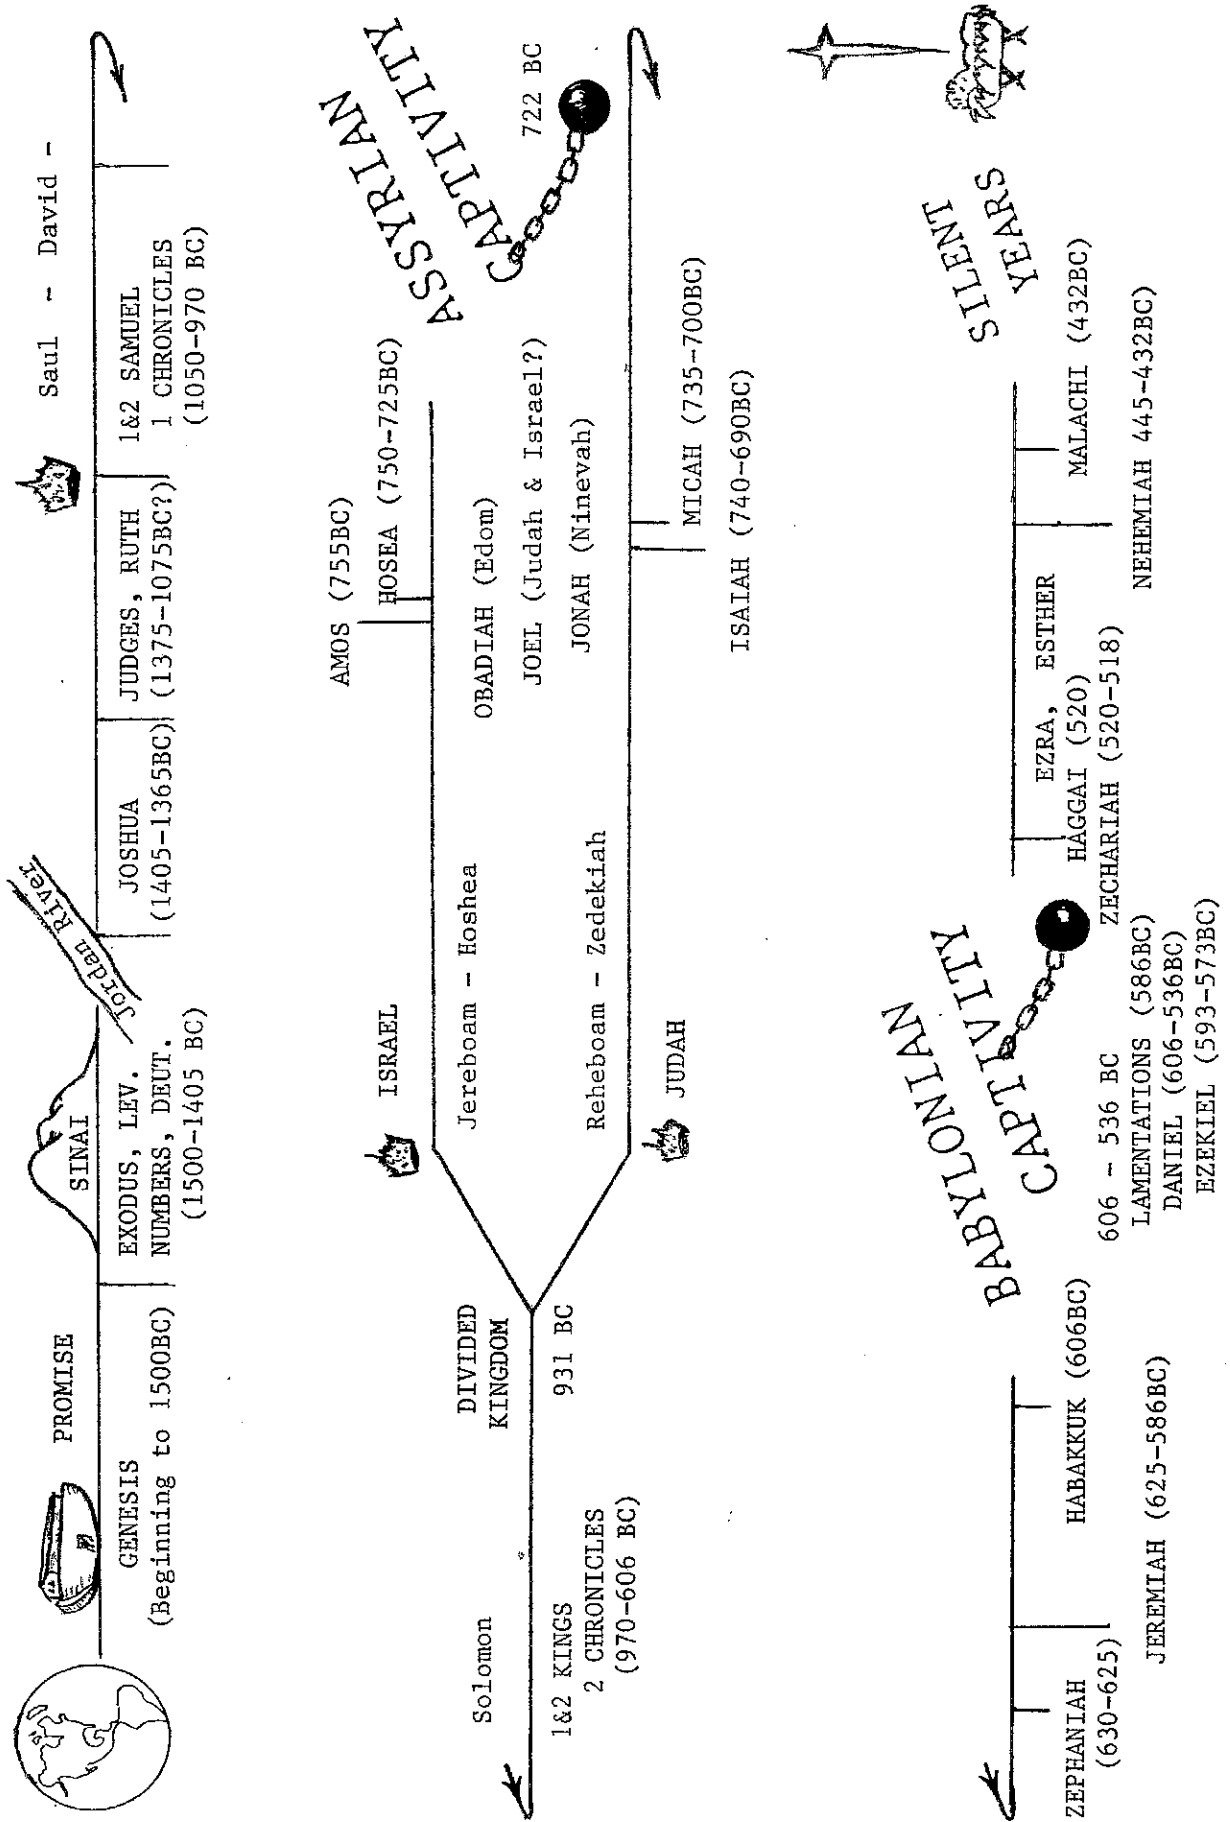 PROMISE
GENESIS
(Beginning to 1500BC)
SINAI
EXODUS, LEV.
NUMBERS, DEUT.
(1500-1405 BC)
Jordan River
JOSHUA
(1405-1365BC)
JUDGES, RUTH
(1375-1075BC?)
Saul - David -
1&2 SAMUEL
1 CHRONICLES
(1050-970 BC)
Solomon
1&2 KINGS
2 CHRONICLES
(970-606 BC)
DIVIDED
KINGDOM
931 BC
ISRAEL
Jereboam - Hoshea
Reheboam - Zedekiah
JUDAH
AMOS (755BC)
HOSEA (750-725BC)
OBADIAH (Edom)
JOEL (Judah & Israel?)
JONAH (Ninevah)
MICAH (735-700BC)
ISAIAH (740-690BC)
ASSYRIAN
CAPTIVITY
722 BC
ZEPHANIAH
(630-625)
HABAKKUK (606BC)
JEREMIAH (625-586BC)
BABYLONIAN
CAPTIVITY
606 - 536 BC
LAMENTATIONS (586BC)
DANIEL (606-536BC)
EZEKIEL (593-573BC)
EZRA, ESTHER
HAGGAI (520)
ZECHARIAH (520-518)
MALACHI (432BC)
NEHEMIAH 445-432BC)
SILENT
YEARS